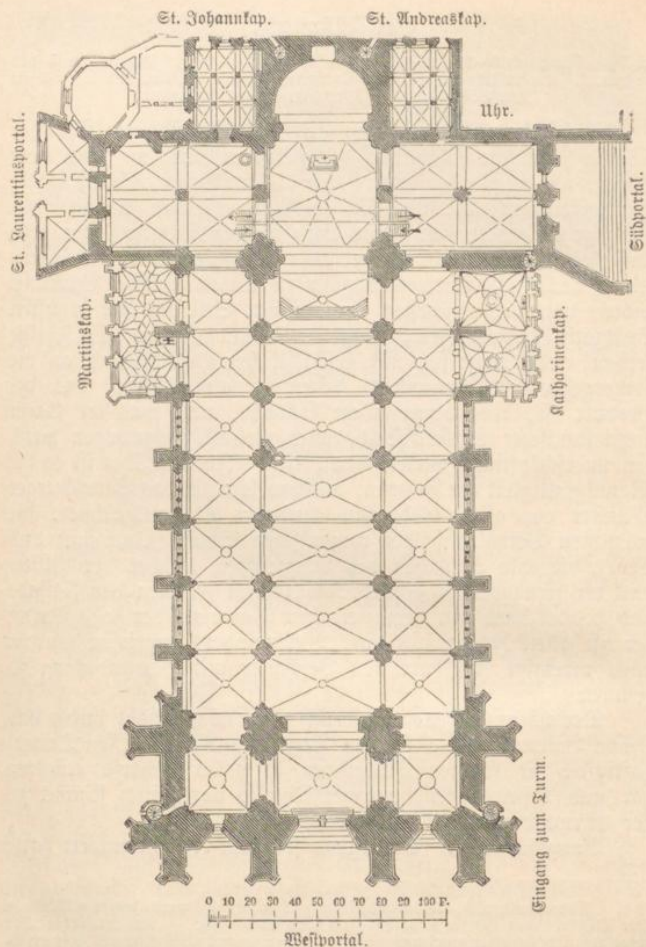 St. Johannkap.
St. Andreaskap.
Uhr.
St. Laurentiusportal.
Südportal.
Martinskap.
Katharinenkap.
Eingang zum Turm.
0 10 20 30 40 50 60 70 80 90 100 F.
Westportal.